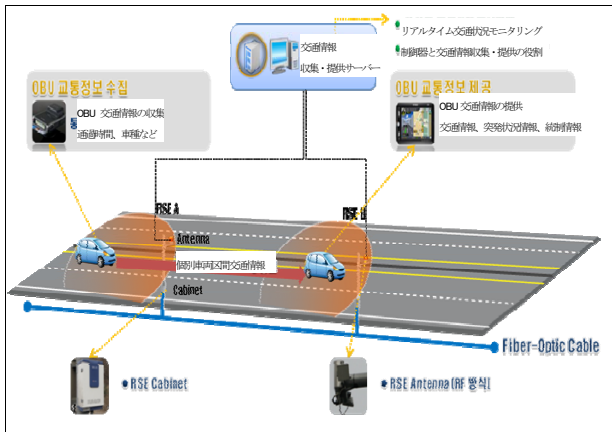 リアルタイム交通状況モニタリング
制御器と交通情報収集・提供の役割
交通情報
収集・提供サーバー
OBU 교통정보 수집
OBU 交通情報の収集
通過時間、車種など
OBU 교통정보 제공
OBU 交通情報の提供
交通情報、突発状況情報、統制情報
RSE A
RSE B
Antenna
個別車両区間交通情報
Cabinet
Fiber-Optic Cable
RSE Cabinet
RSE Antenna (RF 방식)